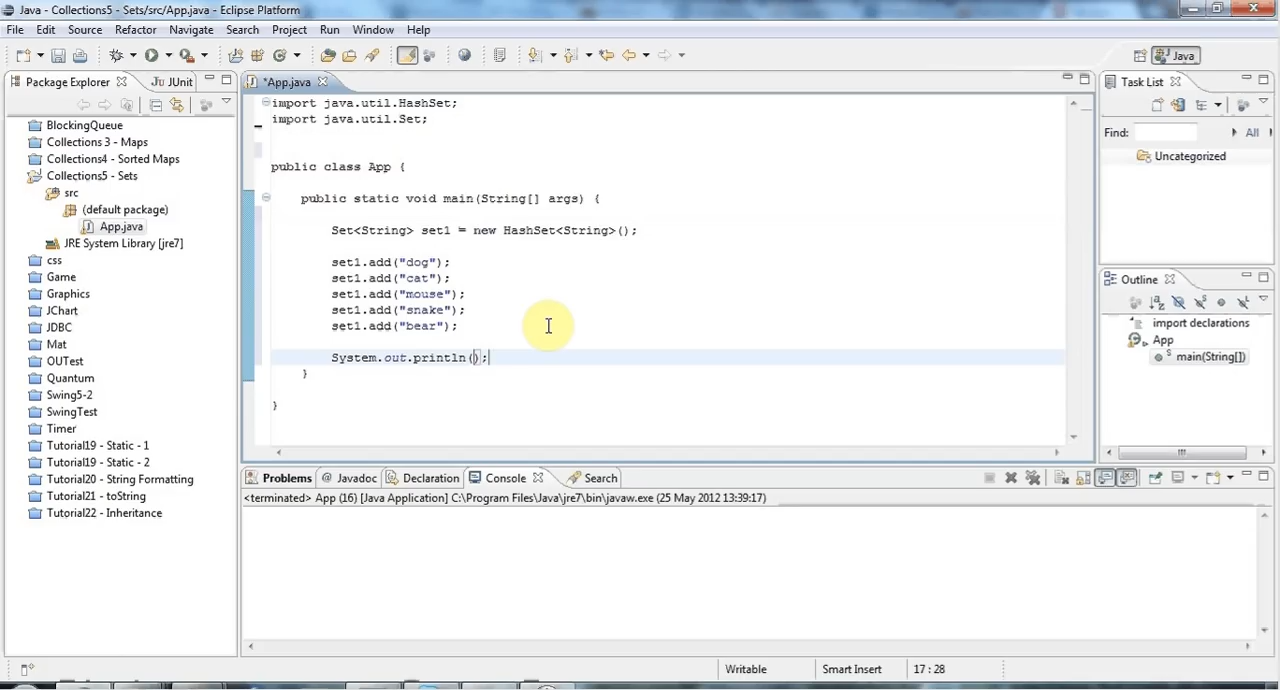 Java - Collections5 - Sets/src/App.java - Eclipse Platform
File Edit Source Refactor Navigate Search Project Run Window Help
Java
Package Explorer JUnit
*App.java
Task List
BlockingQueue
Collections 3 - Maps
Collections4 - Sorted Maps
Collections5 - Sets
src
(default package)
App.java
JRE System Library [jre7]
css
Game
Graphics
JChart
JDBC
Mat
OUTest
Quantum
Swing5-2
SwingTest
Timer
Tutorial19 - Static - 1
Tutorial19 - Static - 2
Tutorial20 - String Formatting
Tutorial21 - toString
Tutorial22 - Inheritance
import java.util.HashSet;
import java.util.Set;
public class App {
public static void main(String[] args) {
Set<String> set1 = new HashSet<String>();
set1.add("dog");
set1.add("cat");
set1.add("mouse");
set1.add("snake");
set1.add("bear");
System.out.println();
}
}
Find: All
Uncategorized
Outline
import declarations
App
main(String[])
Problems @ Javadoc Declaration Console Search
<terminated> App (16) [Java Application] C:\Program Files\Java\jre7\bin\javaw.exe (25 May 2012 13:39:17)
Writable Smart Insert 17 : 28